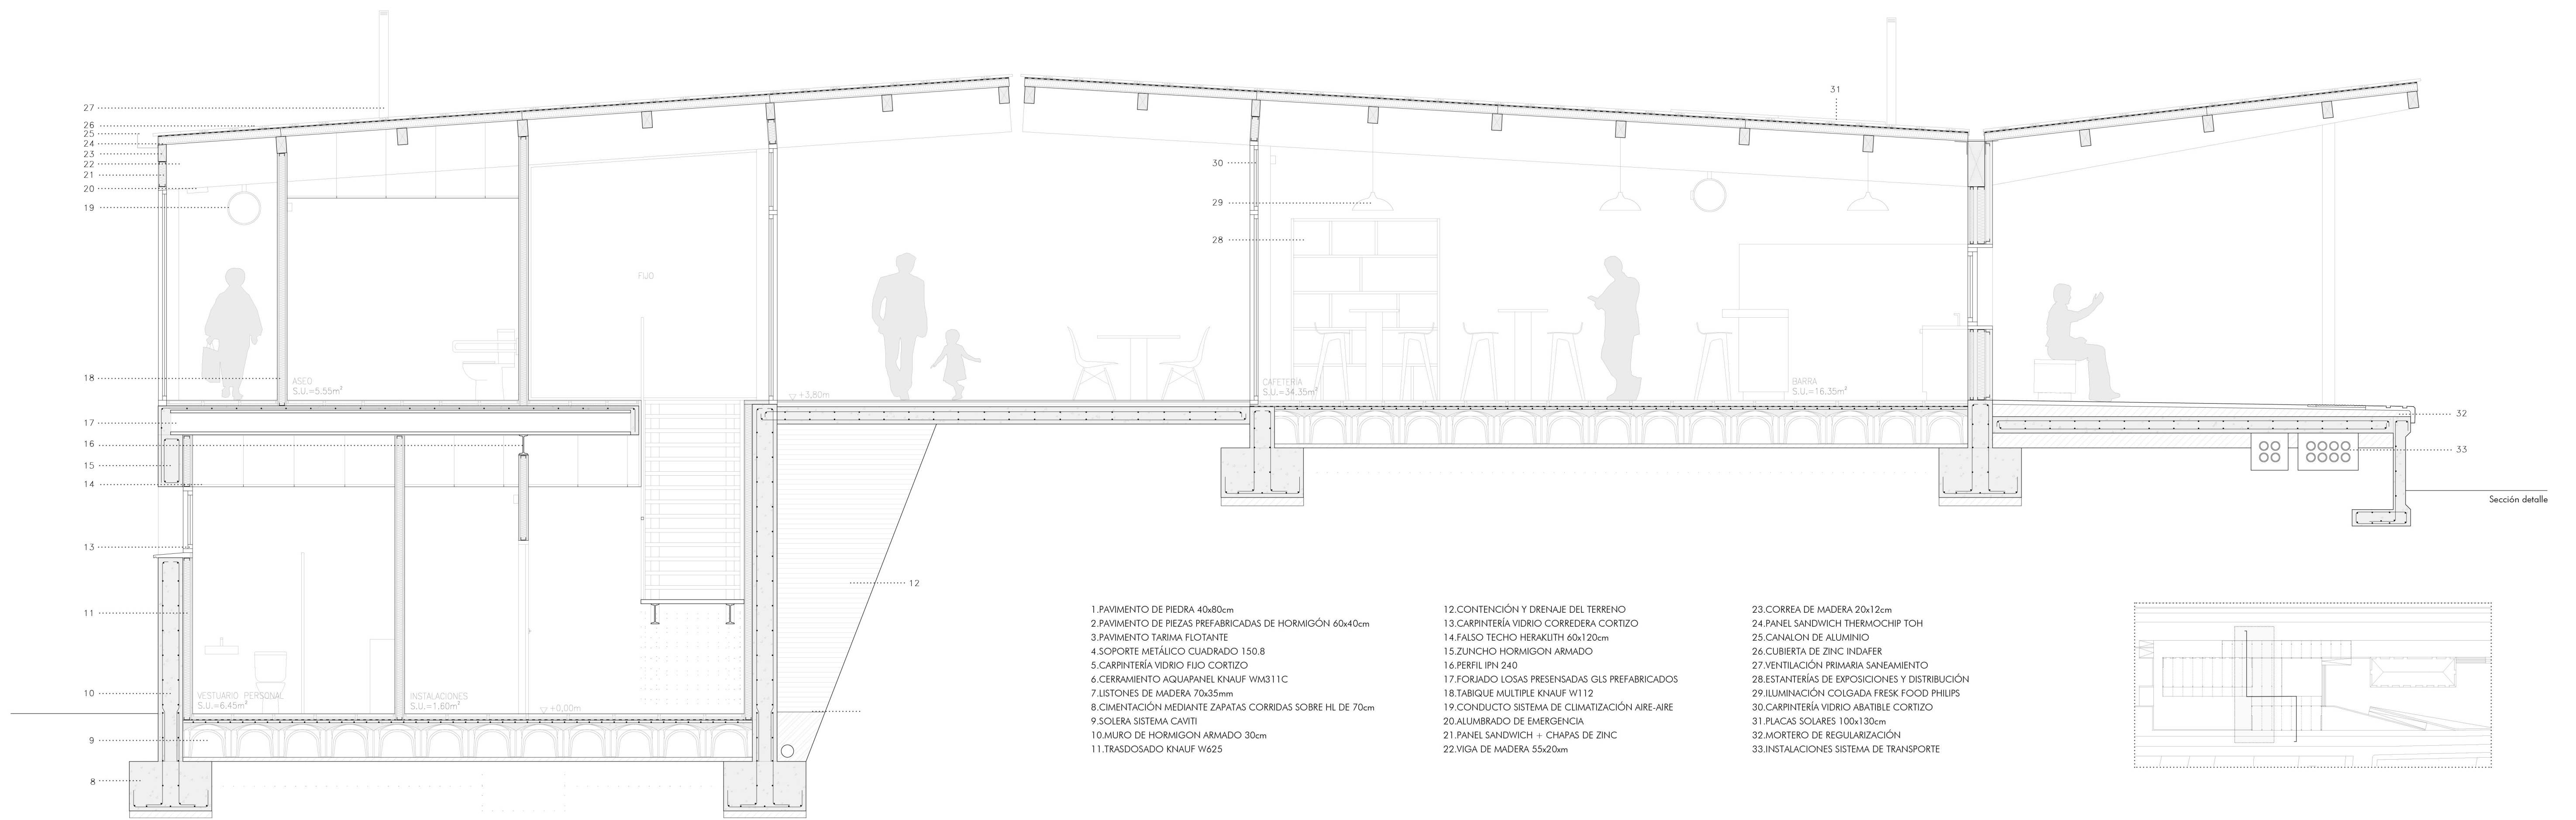 31
27
26
25
24
23
22
21
20
19
30
29
28
FIJO
18
ASEO
S.U.=5.55m²
+3,80m
CAFETERÍA
S.U.=34.35m²
BARRA
S.U.=16.35m²
17
16
15
14
13
12
11
10
9
8
32
33
Sección detalle
VESTUARIO PERSONAL
S.U.=6.45m²
INSTALACIONES
S.U.=1.60m²
+0,00m
1.PAVIMENTO DE PIEDRA 40x80cm
2.PAVIMENTO DE PIEZAS PREFABRICADAS DE HORMIGÓN 60x40cm
3.PAVIMENTO TARIMA FLOTANTE
4.SOPORTE METÁLICO CUADRADO 150.8
5.CARPINTERÍA VIDRIO FIJO CORTIZO
6.CERRAMIENTO AQUAPANEL KNAUF WM311C
7.LISTONES DE MADERA 70x35mm
8.CIMENTACIÓN MEDIANTE ZAPATAS CORRIDAS SOBRE HL DE 70cm
9.SOLERA SISTEMA CAVITI
10.MURO DE HORMIGON ARMADO 30cm
11.TRASDOSADO KNAUF W625
12.CONTENCIÓN Y DRENAJE DEL TERRENO
13.CARPINTERÍA VIDRIO CORREDERA CORTIZO
14.FALSO TECHO HERAKLITH 60x120cm
15.ZUNCHO HORMIGON ARMADO
16.PERFIL IPN 240
17.FORJADO LOSAS PRESENSADAS GLS PREFABRICADOS
18.TABIQUE MULTIPLE KNAUF W112
19.CONDUCTO SISTEMA DE CLIMATIZACIÓN AIRE-AIRE
20.ALUMBRADO DE EMERGENCIA
21.PANEL SANDWICH + CHAPAS DE ZINC
22.VIGA DE MADERA 55x20xm
23.CORREA DE MADERA 20x12cm
24.PANEL SANDWICH THERMOCHIP TOH
25.CANALON DE ALUMINIO
26.CUBIERTA DE ZINC INDAFER
27.VENTILACIÓN PRIMARIA SANEAMIENTO
28.ESTANTERÍAS DE EXPOSICIONES Y DISTRIBUCIÓN
29.ILUMINACIÓN COLGADA FRESK FOOD PHILIPS
30.CARPINTERÍA VIDRIO ABATIBLE CORTIZO
31.PLACAS SOLARES 100x130cm
32.MORTERO DE REGULARIZACIÓN
33.INSTALACIONES SISTEMA DE TRANSPORTE